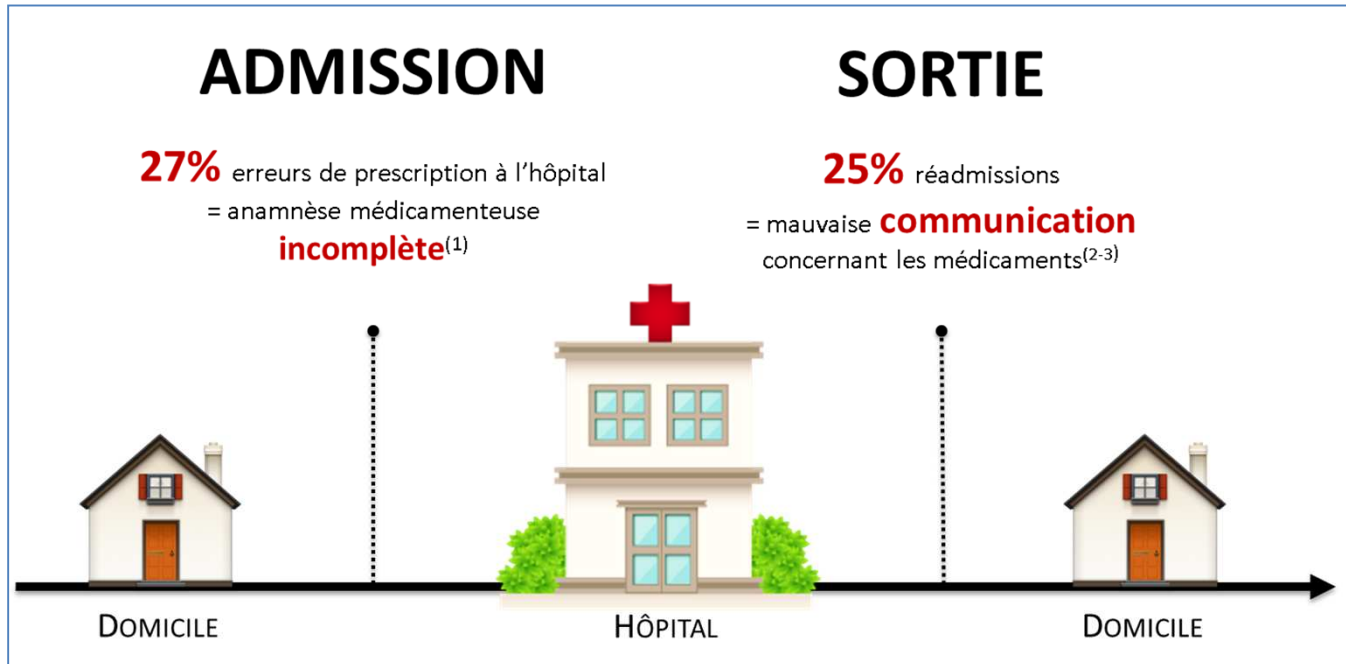 ADMISSION
27% erreurs de prescription à l'hôpital
= anamnèse médicamenteuse
incomplète(1)
SORTIE
25% réadmissions
= mauvaise communication
concernant les médicaments(2-3)
DOMICILE
HÔPITAL
DOMICILE